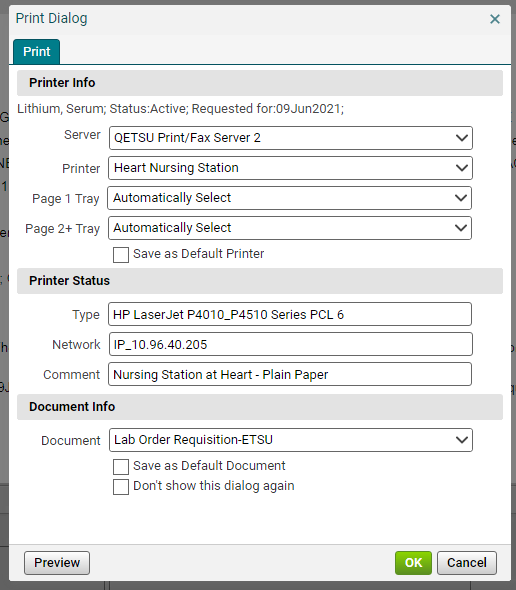 Print Dialog
Print
Printer Info
Lithium, Serum; Status:Active; Requested for:09Jun2021;
Server QETSU Print/Fax Server 2
Printer Heart Nursing Station
Page 1 Tray Automatically Select
Page 2+ Tray Automatically Select
Save as Default Printer
Printer Status
Type HP LaserJet P4010_P4510 Series PCL 6
Network IP_10.96.40.205
Comment Nursing Station at Heart - Plain Paper
Document Info
Document Lab Order Requisition-ETSU
Save as Default Document
Don't show this dialog again
Preview OK Cancel